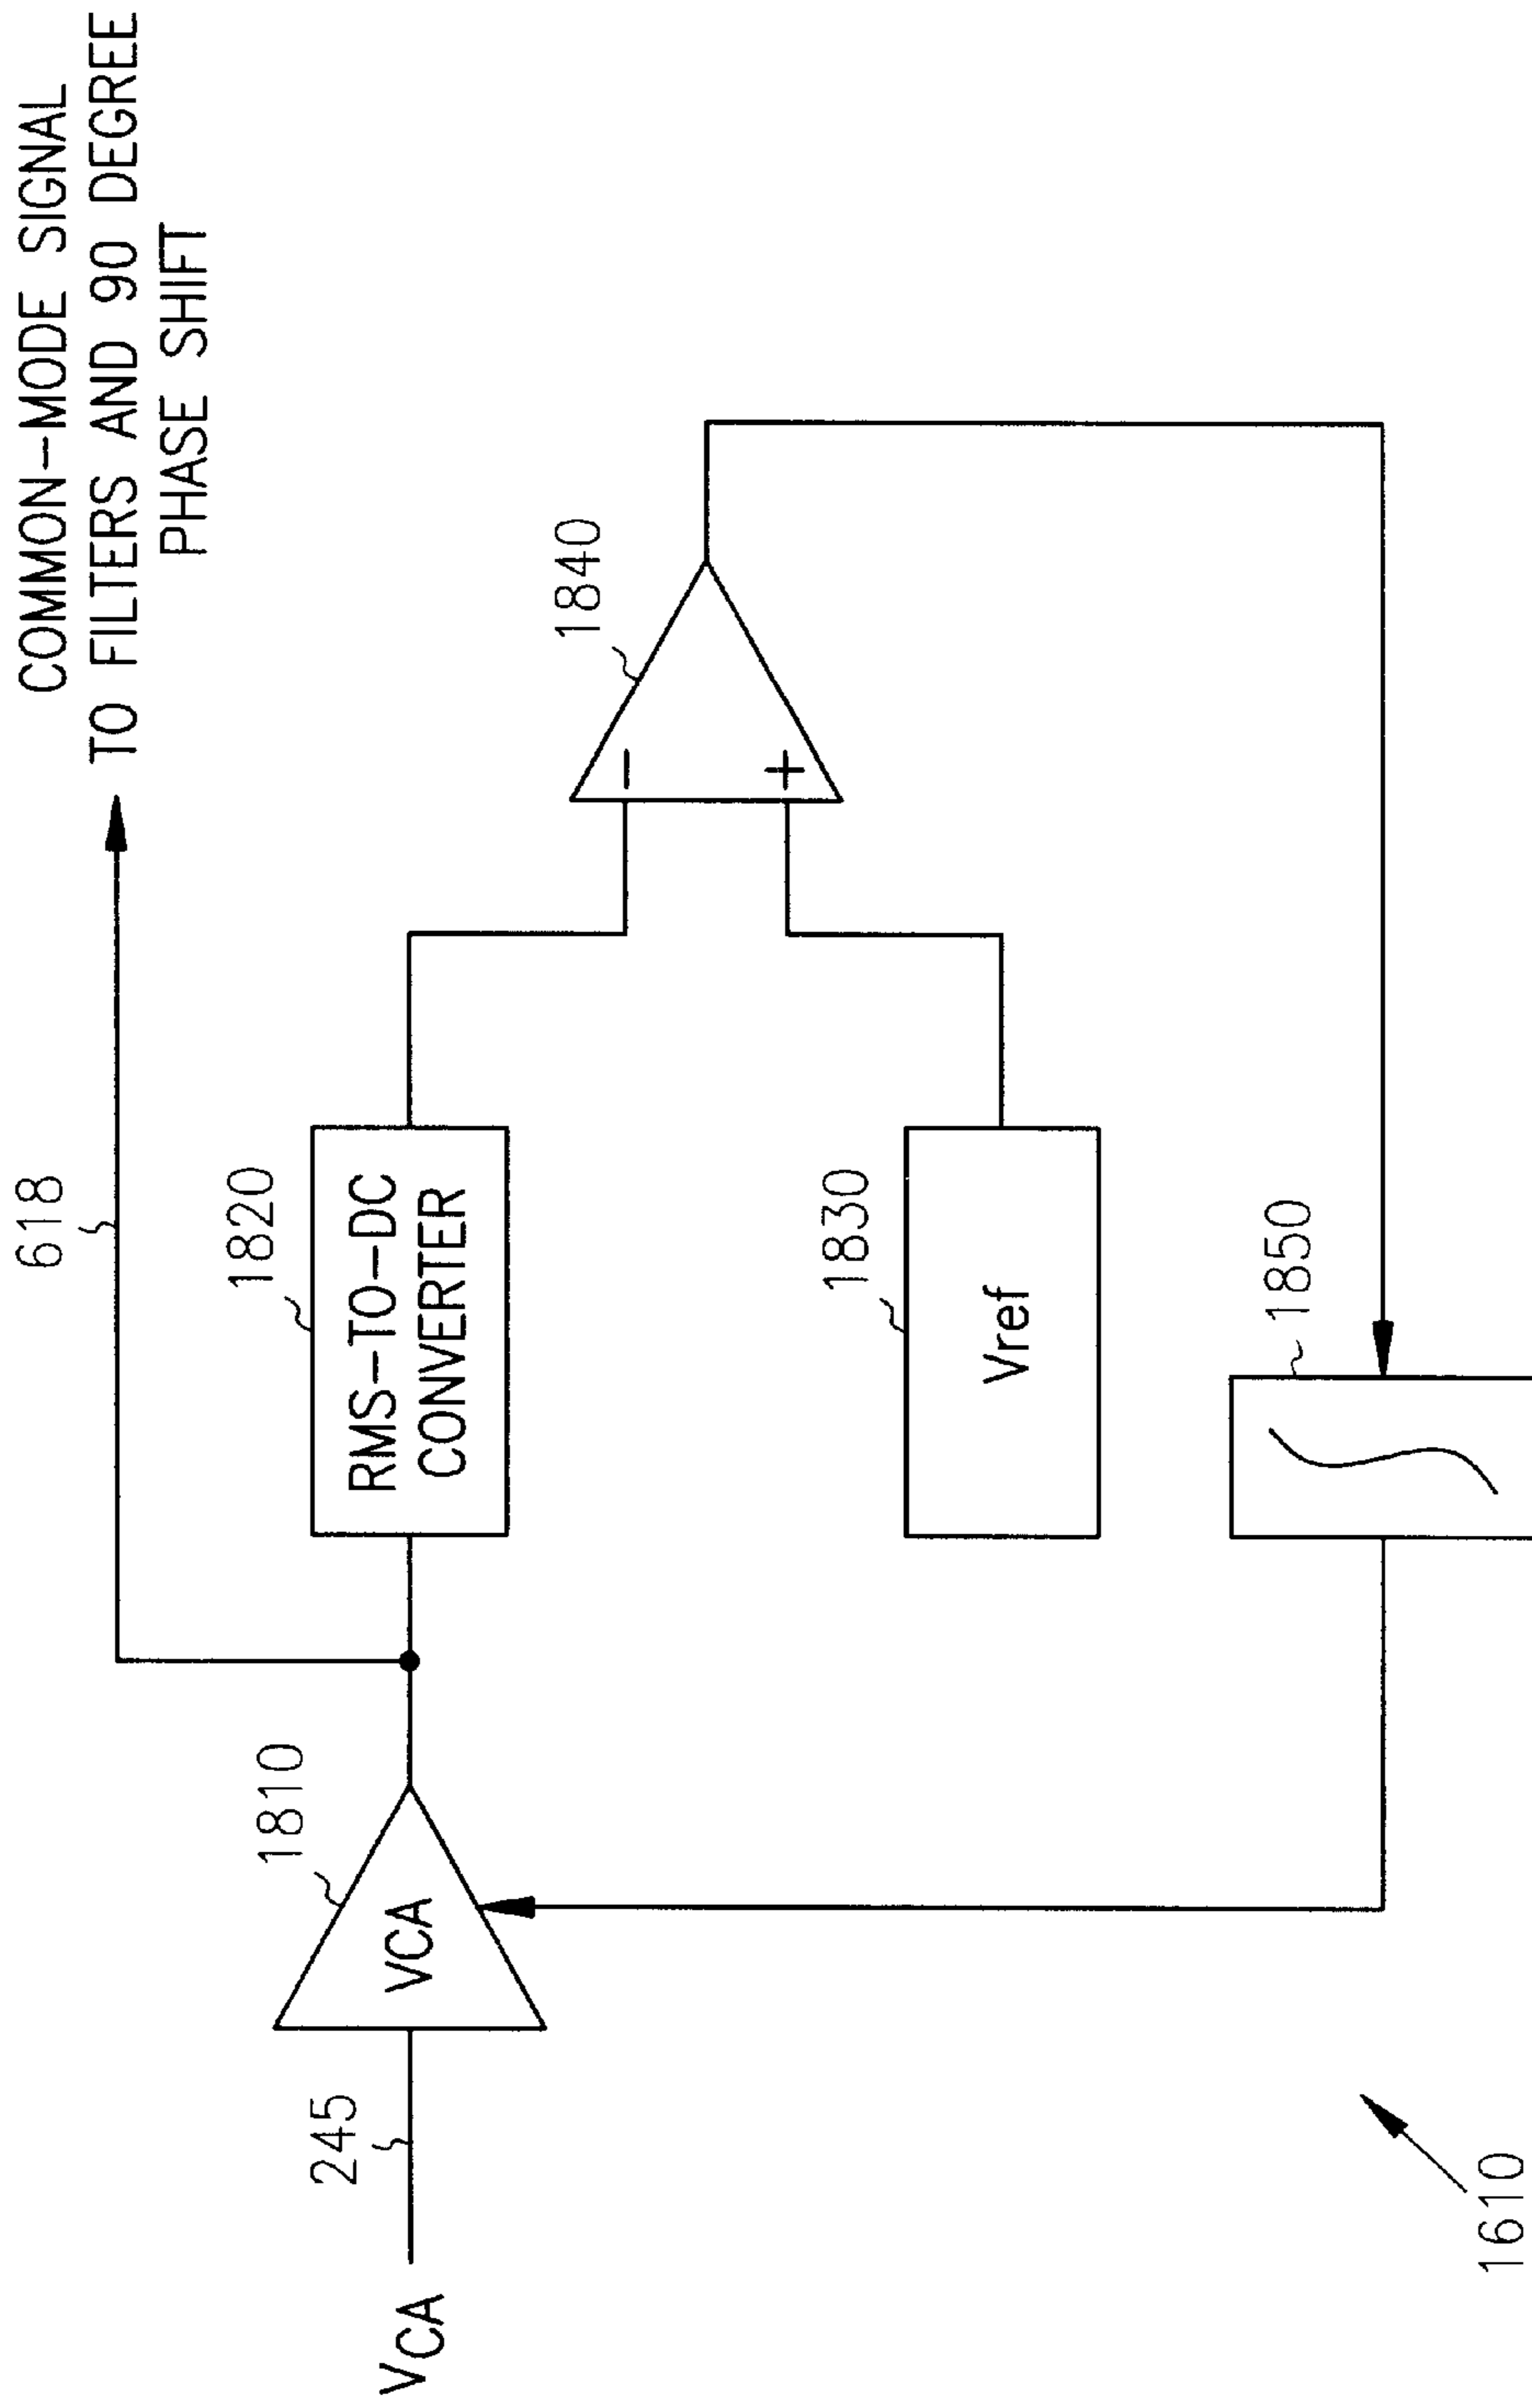 COMMON-MODE SIGNAL
TO FILTERS AND 90 DEGREE
PHASE SHIFT
618
1820
RMS-TO-DC
CONVERTER
1840
−
+
1810
VCA
245
VCA
1830
Vref
1850
1610